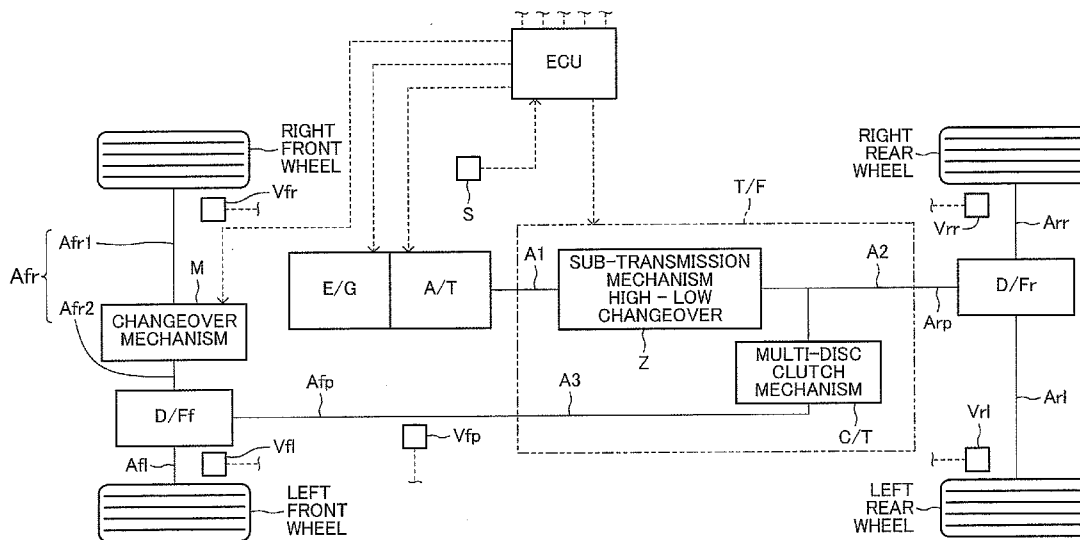 ECU
RIGHT
FRONT
WHEEL
Vfr
S
T/F
RIGHT
REAR
WHEEL
Vrr
Arr
Afr
Afr1
M
Afr2
CHANGEOVER
MECHANISM
E/G
A/T
A1
SUB-TRANSMISSION
MECHANISM
HIGH – LOW
CHANGEOVER
Z
A2
Arp
D/Fr
MULTI-DISC
CLUTCH
MECHANISM
C/T
D/Ff
Afp
A3
Vfp
Vfl
Afl
LEFT
FRONT
WHEEL
Arl
Vrl
LEFT
REAR
WHEEL